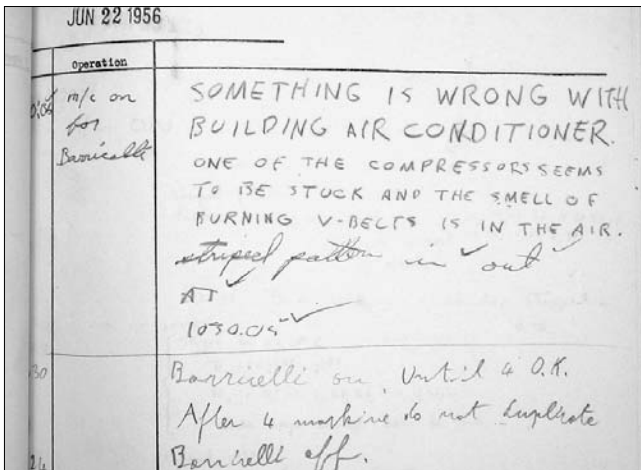 JUN 22 1956
Operation
m/c on
for
Barricelli
SOMETHING IS WRONG WITH
BUILDING AIR CONDITIONER.
ONE OF THE COMPRESSORS SEEMS
TO BE STUCK AND THE SMELL OF
BURNING V-BELTS IS IN THE AIR.
striped pattern in ✓ out ✓
AT ✓
1030.05 ✓✓
30
Barricelli on. Until 4 O.K.
After 4 machine do not duplicate
24
Barricelli off.